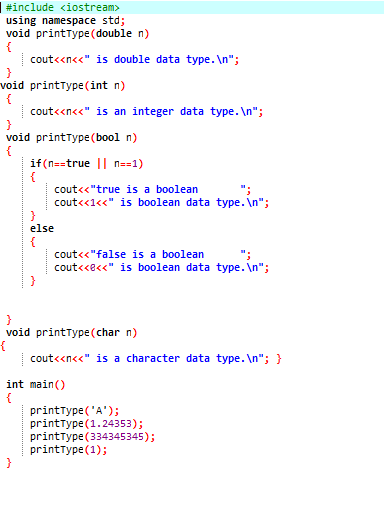 #include <iostream>
using namespace std;
void printType(double n)
{
cout<<n<<" is double data type.\n";
}
void printType(int n)
{
cout<<n<<" is an integer data type.\n";
}
void printType(bool n)
{
if(n==true || n==1)
{
cout<<"true is a boolean       ";
cout<<1<<" is boolean data type.\n";
}
else
{
cout<<"false is a boolean      ";
cout<<0<<" is boolean data type.\n";
}
}
void printType(char n)
{
cout<<n<<" is a character data type.\n"; }
int main()
{
printType('A');
printType(1.24353);
printType(334345345);
printType(1);
}